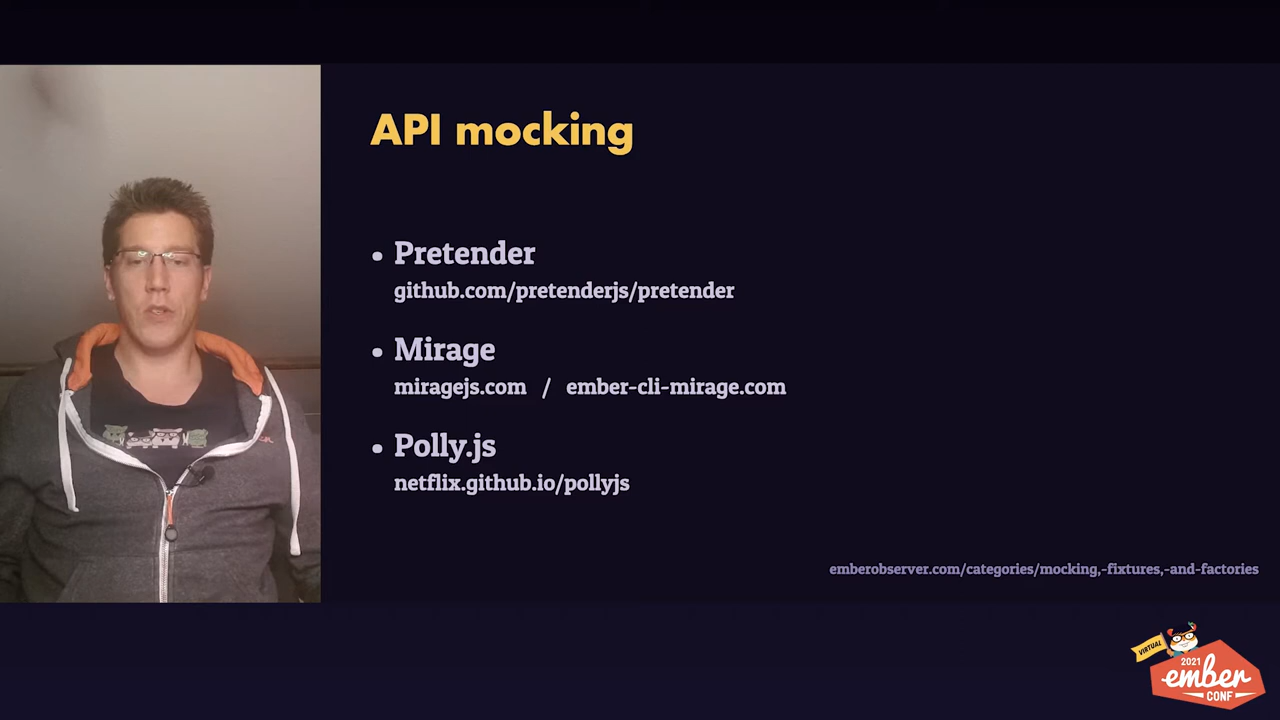 API mocking
• Pretender
github.com/pretenderjs/pretender
• Mirage
miragejs.com / ember-cli-mirage.com
• Polly.js
netflix.github.io/pollyjs
emberobserver.com/categories/mocking,-fixtures,-and-factories
VIRTUAL
2021
ember
CONF